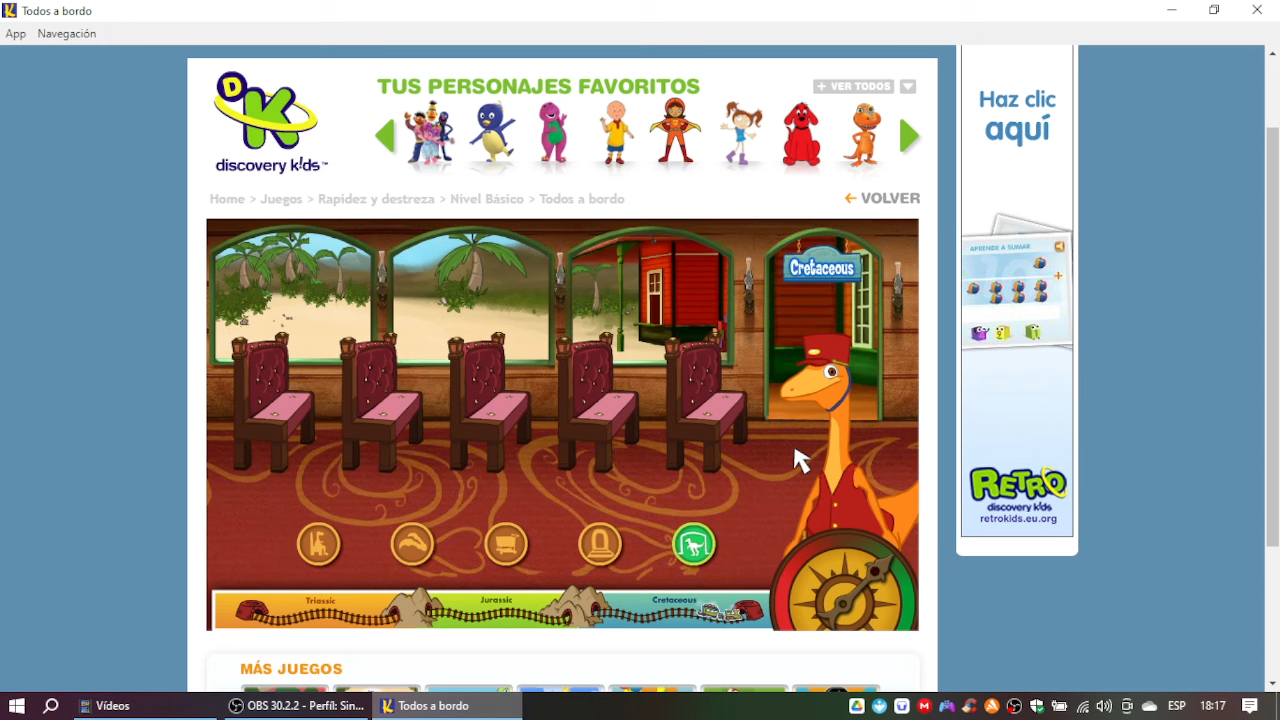 Todos a bordo
App Navegación
D K
discovery k!ds™
TUS PERSONAJES FAVORITOS
+ VER TODOS
Home > Juegos > Rapidez y destreza > Nivel Básico > Todos a bordo
VOLVER
Cretaceous
Triassic
Jurassic
Cretaceous
MÁS JUEGOS
Haz clic
aquí
APRENDE A SUMAR
+
RETRO
discovery k!ds
retrokids.eu.org
Vídeos
OBS 30.2.2 - Perfil: Sin...
Todos a bordo
ESP
18:17